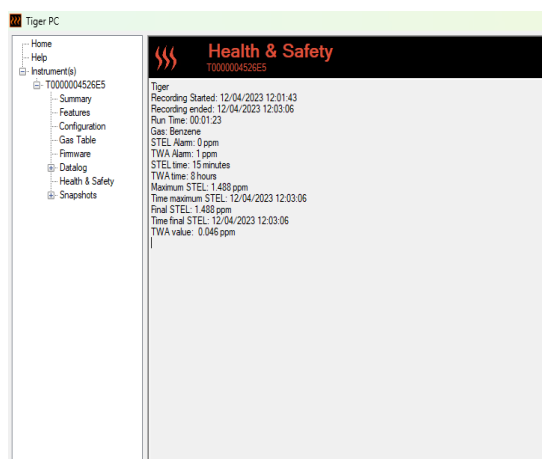 Tiger PC
Home
Help
Instrument(s)
T0000004526E5
Summary
Features
Configuration
Gas Table
Firmware
Datalog
Health & Safety
Snapshots
Health & Safety
T0000004526E5
Tiger
Recording Started: 12/04/2023 12:01:43
Recording ended: 12/04/2023 12:03:06
Run Time: 00:01:23
Gas: Benzene
STEL Alarm: 0 ppm
TWA Alarm: 1 ppm
STEL time: 15 minutes
TWA time: 8 hours
Maximum STEL: 1.488 ppm
Time maximum STEL: 12/04/2023 12:03:06
Final STEL: 1.488 ppm
Time final STEL: 12/04/2023 12:03:06
TWA value: 0.046 ppm